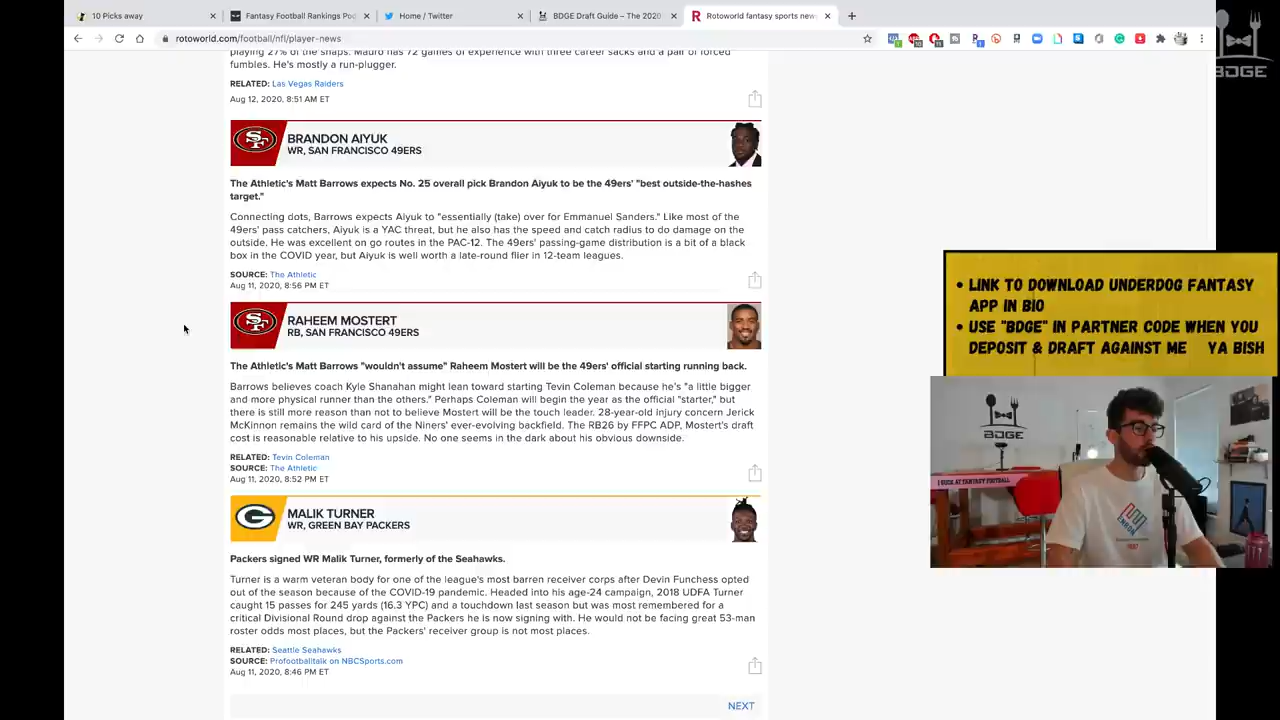 10 Picks away
Fantasy Football Rankings Pod
Home / Twitter
BDGE Draft Guide – The 2020
Rotoworld fantasy sports news
rotoworld.com/football/nfl/player-news
BDGE
playing 27% of the snaps. Mauro has 72 games of experience with three career sacks and a pair of forced
fumbles. He's mostly a run-plugger.
RELATED: Las Vegas Raiders
Aug 12, 2020, 8:51 AM ET
BRANDON AIYUK
WR, SAN FRANCISCO 49ERS
The Athletic's Matt Barrows expects No. 25 overall pick Brandon Aiyuk to be the 49ers' "best outside-the-hashes
target."
Connecting dots, Barrows expects Aiyuk to "essentially (take) over for Emmanuel Sanders." Like most of the
49ers' pass catchers, Aiyuk is a YAC threat, but he also has the speed and catch radius to do damage on the
outside. He was excellent on go routes in the PAC-12. The 49ers' passing-game distribution is a bit of a black
box in the COVID year, but Aiyuk is well worth a late-round flier in 12-team leagues.
SOURCE: The Athletic
Aug 11, 2020, 8:56 PM ET
RAHEEM MOSTERT
RB, SAN FRANCISCO 49ERS
The Athletic's Matt Barrows "wouldn't assume" Raheem Mostert will be the 49ers' official starting running back.
Barrows believes coach Kyle Shanahan might lean toward starting Tevin Coleman because he's "a little bigger
and more physical runner than the others." Perhaps Coleman will begin the year as the official "starter," but
there is still more reason than not to believe Mostert will be the touch leader. 28-year-old injury concern Jerick
McKinnon remains the wild card of the Niners' ever-evolving backfield. The RB26 by FFPC ADP, Mostert's draft
cost is reasonable relative to his upside. No one seems in the dark about his obvious downside.
RELATED: Tevin Coleman
SOURCE: The Athletic
Aug 11, 2020, 8:52 PM ET
MALIK TURNER
WR, GREEN BAY PACKERS
Packers signed WR Malik Turner, formerly of the Seahawks.
Turner is a warm veteran body for one of the league's most barren receiver corps after Devin Funchess opted
out of the season because of the COVID-19 pandemic. Headed into his age-24 campaign, 2018 UDFA Turner
caught 15 passes for 245 yards (16.3 YPC) and a touchdown last season but was most remembered for a
critical Divisional Round drop against the Packers he is now signing with. He would not be facing great 53-man
roster odds most places, but the Packers' receiver group is not most places.
RELATED: Seattle Seahawks
SOURCE: Profootballtalk on NBCSports.com
Aug 11, 2020, 8:46 PM ET
NEXT
• LINK TO DOWNLOAD UNDERDOG FANTASY
APP IN BIO
• USE "BDGE" IN PARTNER CODE WHEN YOU
DEPOSIT & DRAFT AGAINST ME YA BISH
BDGE
I SUCK AT FANTASY FOOTBALL